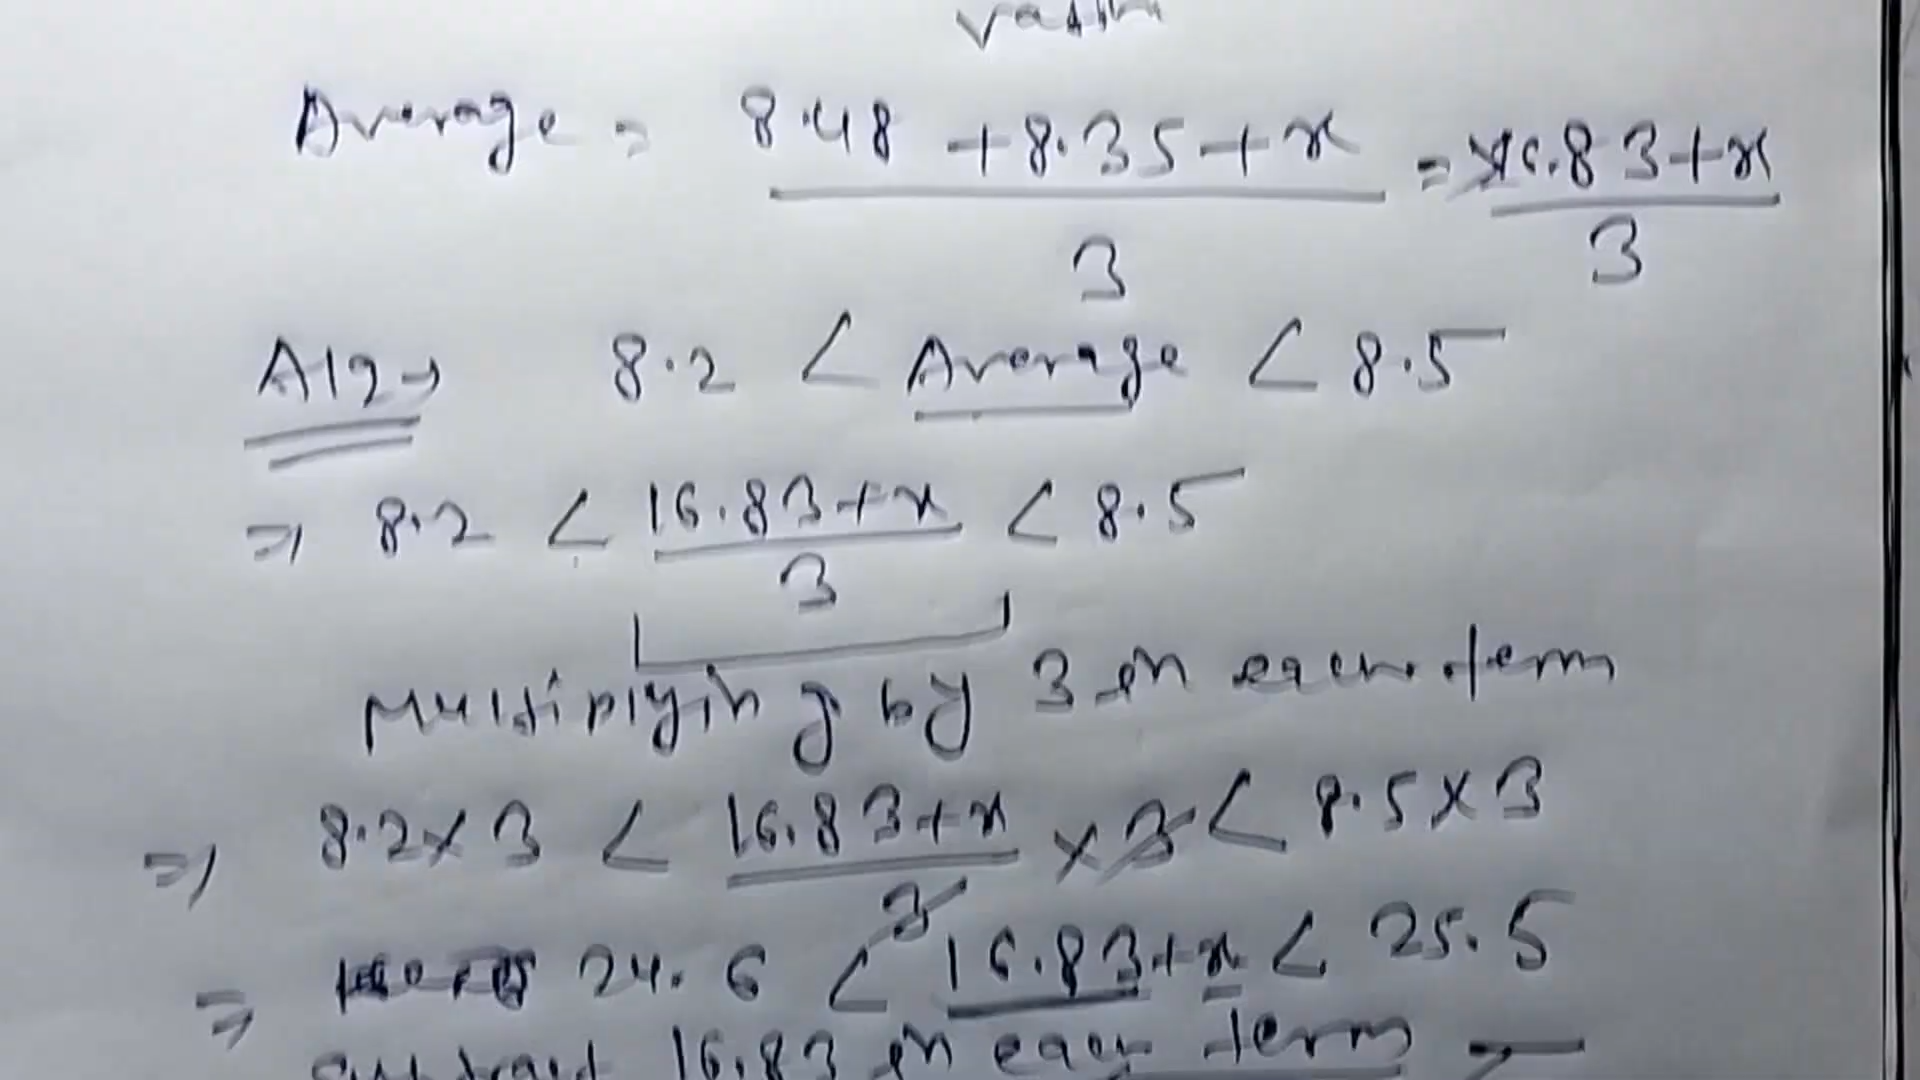 Average = 8.48 + 8.35 + x / 3 = 16.83 + x / 3
A/q → 8.2 < Average < 8.5
⇒ 8.2 < 16.83 + x / 3 < 8.5
Multiplying by 3 in each term
⇒ 8.2 × 3 < 16.83 + x / 3 × 3 < 8.5 × 3
⇒ 24.6 < 16.83 + x < 25.5
subtract 16.83 in each term →